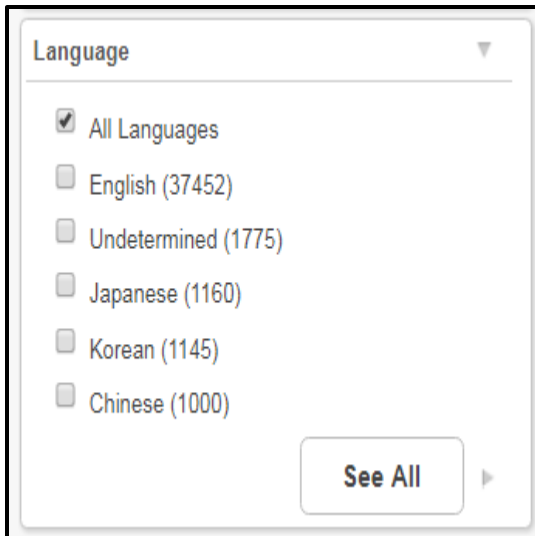 Language
All Languages
English (37452)
Undetermined (1775)
Japanese (1160)
Korean (1145)
Chinese (1000)
See All